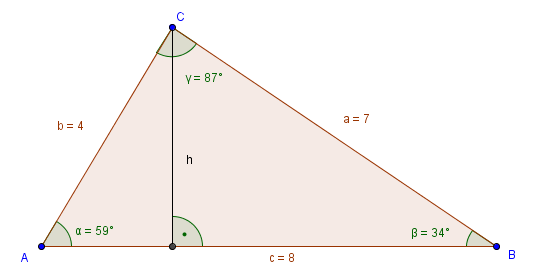 C
γ = 87°
b = 4
a = 7
h
α = 59°
β = 34°
A
B
c = 8